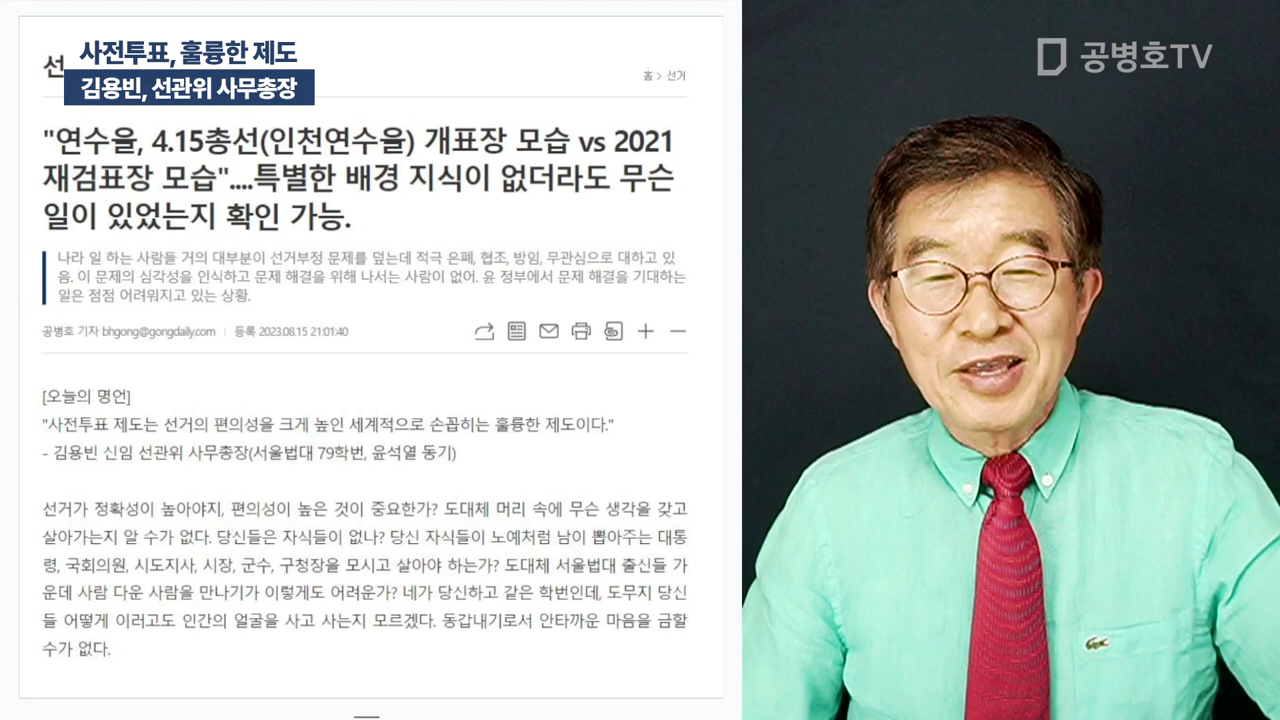 사전투표, 훌륭한 제도
김용빈, 선관위 사무총장
공병호TV
선
홈 > 선거
"연수을, 4.15총선(인천연수을) 개표장 모습 vs 2021
재검표장 모습"....특별한 배경 지식이 없더라도 무슨
일이 있었는지 확인 가능.
나라 일 하는 사람들 거의 대부분이 선거부정 문제를 덮는데 적극 은폐, 협조, 방임, 무관심으로 대하고 있
음. 이 문제의 심각성을 인식하고 문제 해결을 위해 나서는 사람이 없어. 윤 정부에서 문제 해결을 기대하는
일은 점점 어려워지고 있는 상황.
공병호 기자 bhgong@gongdaily.com | 등록 2023.08.15 21:01:40
[오늘의 명언]
"사전투표 제도는 선거의 편의성을 크게 높인 세계적으로 손꼽히는 훌륭한 제도이다."
- 김용빈 신임 선관위 사무총장(서울법대 79학번, 윤석열 동기)
선거가 정확성이 높아야지, 편의성이 높은 것이 중요한가? 도대체 머리 속에 무슨 생각을 갖고
살아가는지 알 수가 없다. 당신들은 자식들이 없나? 당신 자식들이 노예처럼 남이 뽑아주는 대통
령, 국회의원, 시도지사, 시장, 군수, 구청장을 모시고 살아야 하는가? 도대체 서울법대 출신들 가
운데 사람 다운 사람을 만나기가 이렇게도 어려운가? 네가 당신하고 같은 학번인데, 도무지 당신
들 어떻게 이러고도 인간의 얼굴을 사고 사는지 모르겠다. 동갑내기로서 안타까운 마음을 금할
수가 없다.